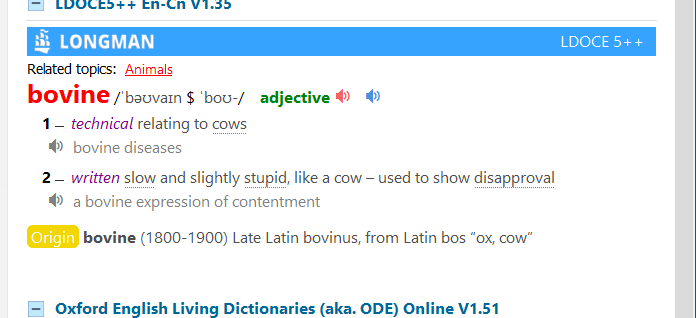 LDOCE5++ En-Cn V1.35
LONGMAN LDOCE 5++
Related topics: Animals
bovine /ˈbəʊvaɪn $ ˈboʊ-/ adjective
1 – technical relating to cows
bovine diseases
2 – written slow and slightly stupid, like a cow – used to show disapproval
a bovine expression of contentment
Origin bovine (1800-1900) Late Latin bovinus, from Latin bos “ox, cow”
Oxford English Living Dictionaries (aka. ODE) Online V1.51